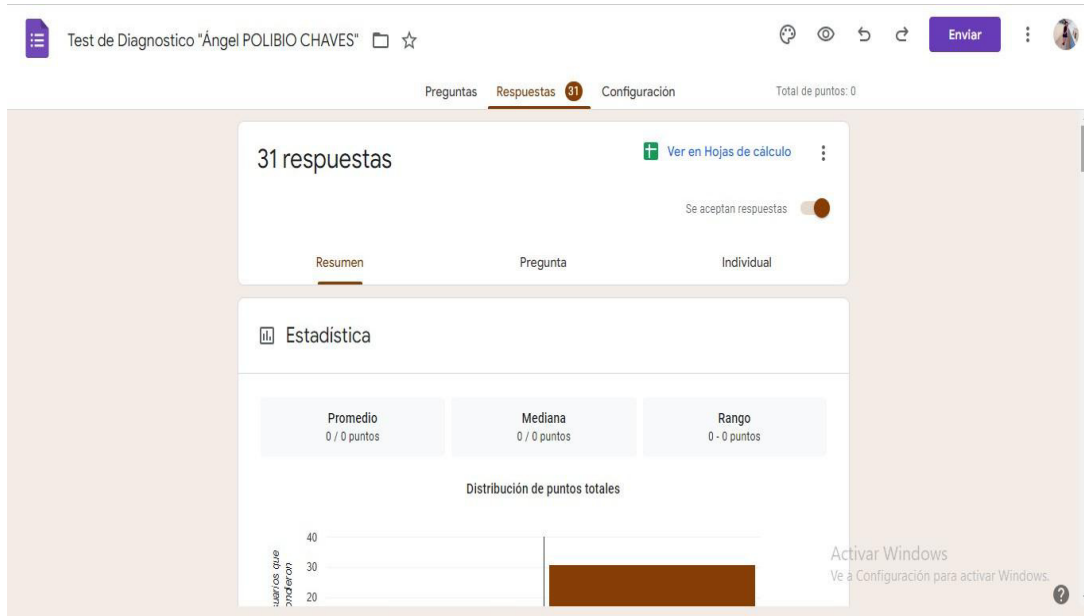 Test de Diagnostico "Ángel POLIBIO CHAVES"
Enviar
Preguntas Respuestas 31 Configuración Total de puntos: 0
31 respuestas
Ver en Hojas de cálculo
Se aceptan respuestas
Resumen Pregunta Individual
Estadística
Promedio Mediana Rango
0 / 0 puntos 0 / 0 puntos 0 - 0 puntos
Distribución de puntos totales
40
30
20
Activar Windows
Ve a Configuración para activar Windows.